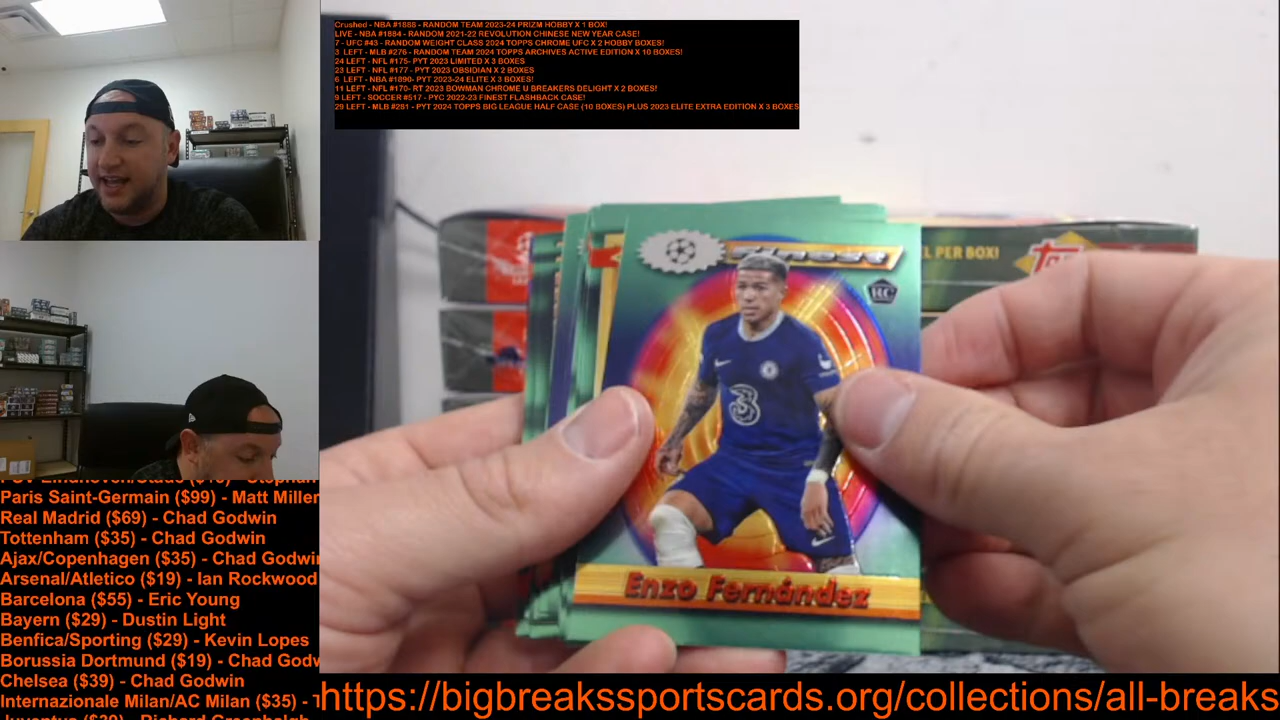 Crushed - NBA #1888 - RANDOM TEAM 2023-24 PRIZM HOBBY X 1 BOX!
LIVE - NBA #1884 - RANDOM 2021-22 REVOLUTION CHINESE NEW YEAR CASE!
7 - UFC #43 - RANDOM WEIGHT CLASS 2024 TOPPS CHROME UFC X 2 HOBBY BOXES!
3 LEFT - MLB #276 - RANDOM TEAM 2024 TOPPS ARCHIVES ACTIVE EDITION X 10 BOXES!
24 LEFT - NFL #175- PYT 2023 LIMITED X 3 BOXES
23 LEFT - NFL #177 - PYT 2023 OBSIDIAN X 2 BOXES
6 LEFT - NBA #1890- PYT 2023-24 ELITE X 3 BOXES!
11 LEFT - NFL #170- RT 2023 BOWMAN CHROME U BREAKERS DELIGHT X 2 BOXES!
9 LEFT - SOCCER #517 - PYC 2022-23 FINEST FLASHBACK CASE!
29 LEFT - MLB #281 - PYT 2024 TOPPS BIG LEAGUE HALF CASE (10 BOXES) PLUS 2023 ELITE EXTRA EDITION X 3 BOXES
L PER BOX!
Finest
RC
3
Enzo Fernández
Paris Saint-Germain ($99) - Matt Miller
Real Madrid ($69) - Chad Godwin
Tottenham ($35) - Chad Godwin
Ajax/Copenhagen ($35) - Chad Godwin
Arsenal/Atletico ($19) - Ian Rockwood
Barcelona ($55) - Eric Young
Bayern ($29) - Dustin Light
Benfica/Sporting ($29) - Kevin Lopes
Borussia Dortmund ($19) - Chad Godw
Chelsea ($39) - Chad Godwin
Internazionale Milan/AC Milan ($35) - T
https://bigbreakssportscards.org/collections/all-breaks